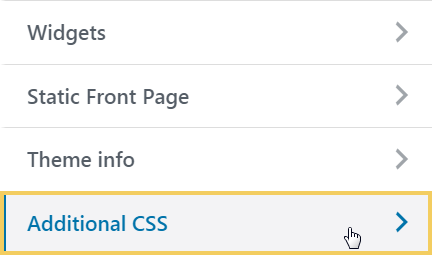 Widgets
Static Front Page
Theme info
Additional CSS